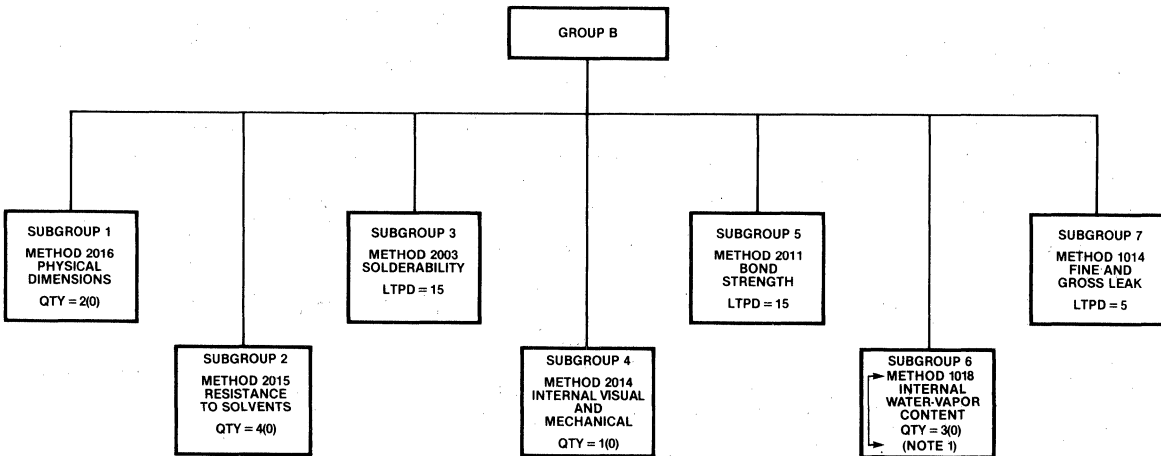 GROUP B
SUBGROUP 1
METHOD 2016
PHYSICAL
DIMENSIONS
QTY = 2(0)
SUBGROUP 2
METHOD 2015
RESISTANCE
TO SOLVENTS
QTY = 4(0)
SUBGROUP 3
METHOD 2003
SOLDERABILITY
LTPD = 15
SUBGROUP 4
METHOD 2014
INTERNAL VISUAL
AND
MECHANICAL
QTY = 1(0)
SUBGROUP 5
METHOD 2011
BOND
STRENGTH
LTPD = 15
SUBGROUP 6
METHOD 1018
INTERNAL
WATER-VAPOR
CONTENT
QTY = 3(0)
(NOTE 1)
SUBGROUP 7
METHOD 1014
FINE AND
GROSS LEAK
LTPD = 5